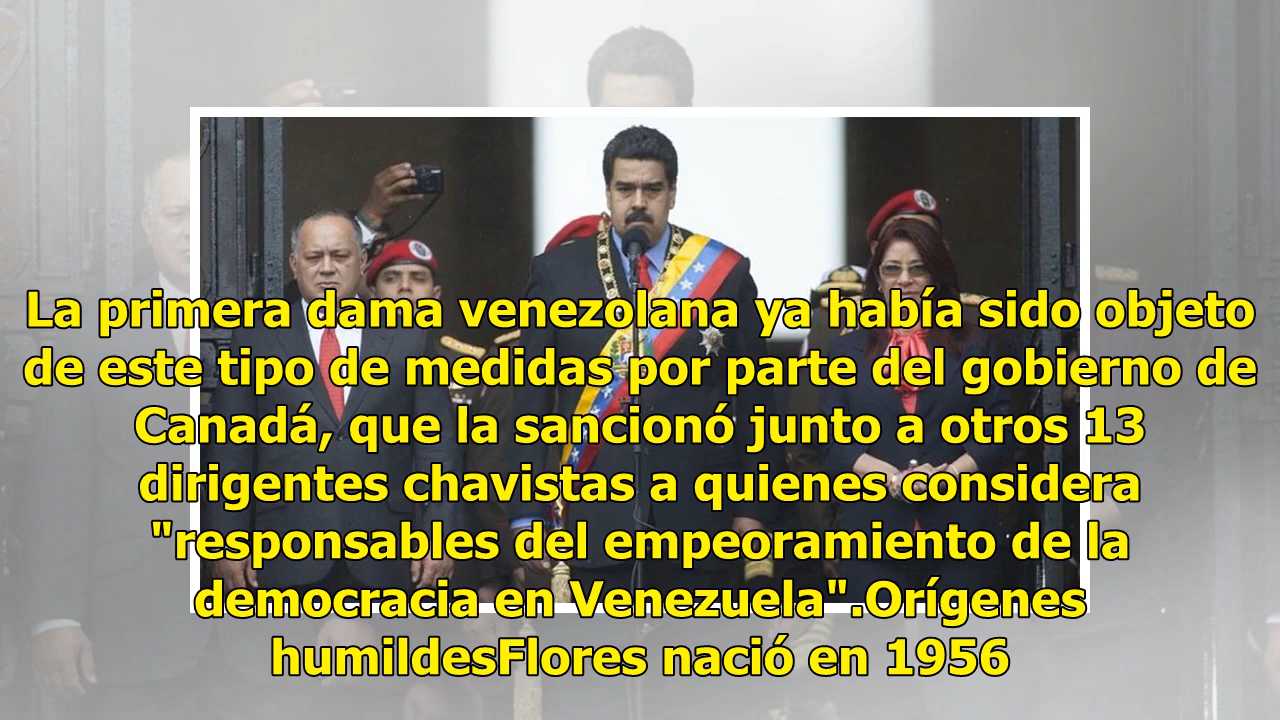 La primera dama venezolana ya había sido objeto
de este tipo de medidas por parte del gobierno de
Canadá, que la sancionó junto a otros 13
dirigentes chavistas a quienes considera
"responsables del empeoramiento de la
democracia en Venezuela".Orígenes
humildesFlores nació en 1956